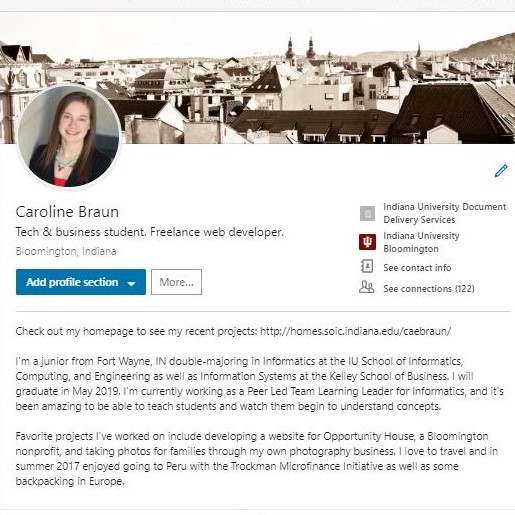 Caroline Braun
Tech & business student. Freelance web developer.
Bloomington, Indiana
Add profile section
More...
Indiana University Document
Delivery Services
Indiana University
Bloomington
See contact info
See connections (122)
Check out my homepage to see my recent projects: http://homes.soic.indiana.edu/caebraun/
I'm a junior from Fort Wayne, IN double-majoring in Informatics at the IU School of Informatics,
Computing, and Engineering as well as Information Systems at the Kelley School of Business. I will
graduate in May 2019. I'm currently working as a Peer Led Team Learning Leader for Informatics, and it's
been amazing to be able to teach students and watch them begin to understand concepts.
Favorite projects I've worked on include developing a website for Opportunity House, a Bloomington
nonprofit, and taking photos for families through my own photography business. I love to travel and in
summer 2017 enjoyed going to Peru with the Trockman Microfinance Initiative as well as some
backpacking in Europe.